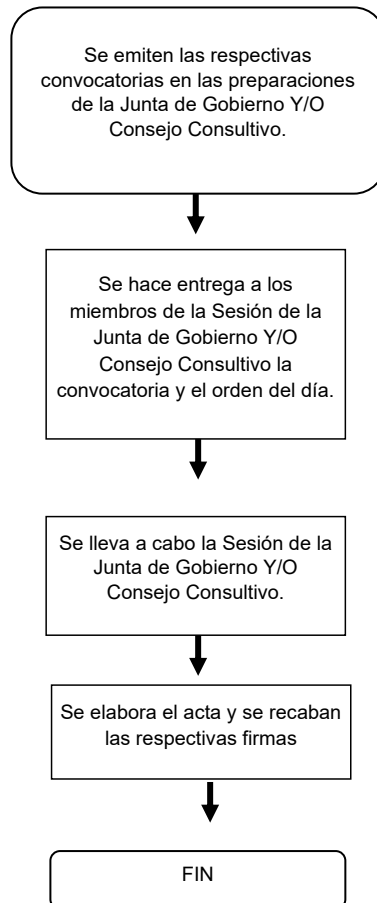 Se emiten las respectivas
convocatorias en las preparaciones
de la Junta de Gobierno Y/O
Consejo Consultivo.
Se hace entrega a los
miembros de la Sesión de la
Junta de Gobierno Y/O
Consejo Consultivo la
convocatoria y el orden del día.
Se lleva a cabo la Sesión de la
Junta de Gobierno Y/O
Consejo Consultivo.
Se elabora el acta y se recaban
las respectivas firmas
FIN